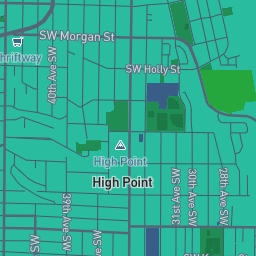 SW Morgan St
hriftway
40th Ave SW
SW Holly St
High Point
High Point
39th Ave SW
SW
31st Ave SW
30th Ave SW
28th Ave SW
SW